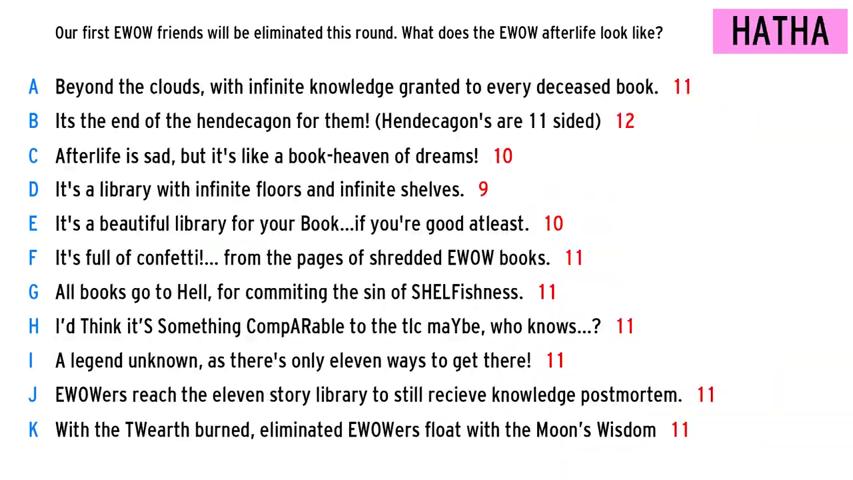 Our first EWOW friends will be eliminated this round. What does the EWOW afterlife look like?
HATHA
A Beyond the clouds, with infinite knowledge granted to every deceased book. 11
B Its the end of the hendecagon for them! (Hendecagon's are 11 sided) 12
C Afterlife is sad, but it's like a book-heaven of dreams! 10
D It's a library with infinite floors and infinite shelves. 9
E It's a beautiful library for your Book...if you're good atleast. 10
F It's full of confetti!... from the pages of shredded EWOW books. 11
G All books go to Hell, for commiting the sin of SHELFishness. 11
H I'd Think it'S Something CompARable to the tlc maYbe, who knows...? 11
I A legend unknown, as there's only eleven ways to get there! 11
J EWOWers reach the eleven story library to still recieve knowledge postmortem. 11
K With the TWearth burned, eliminated EWOWers float with the Moon's Wisdom 11